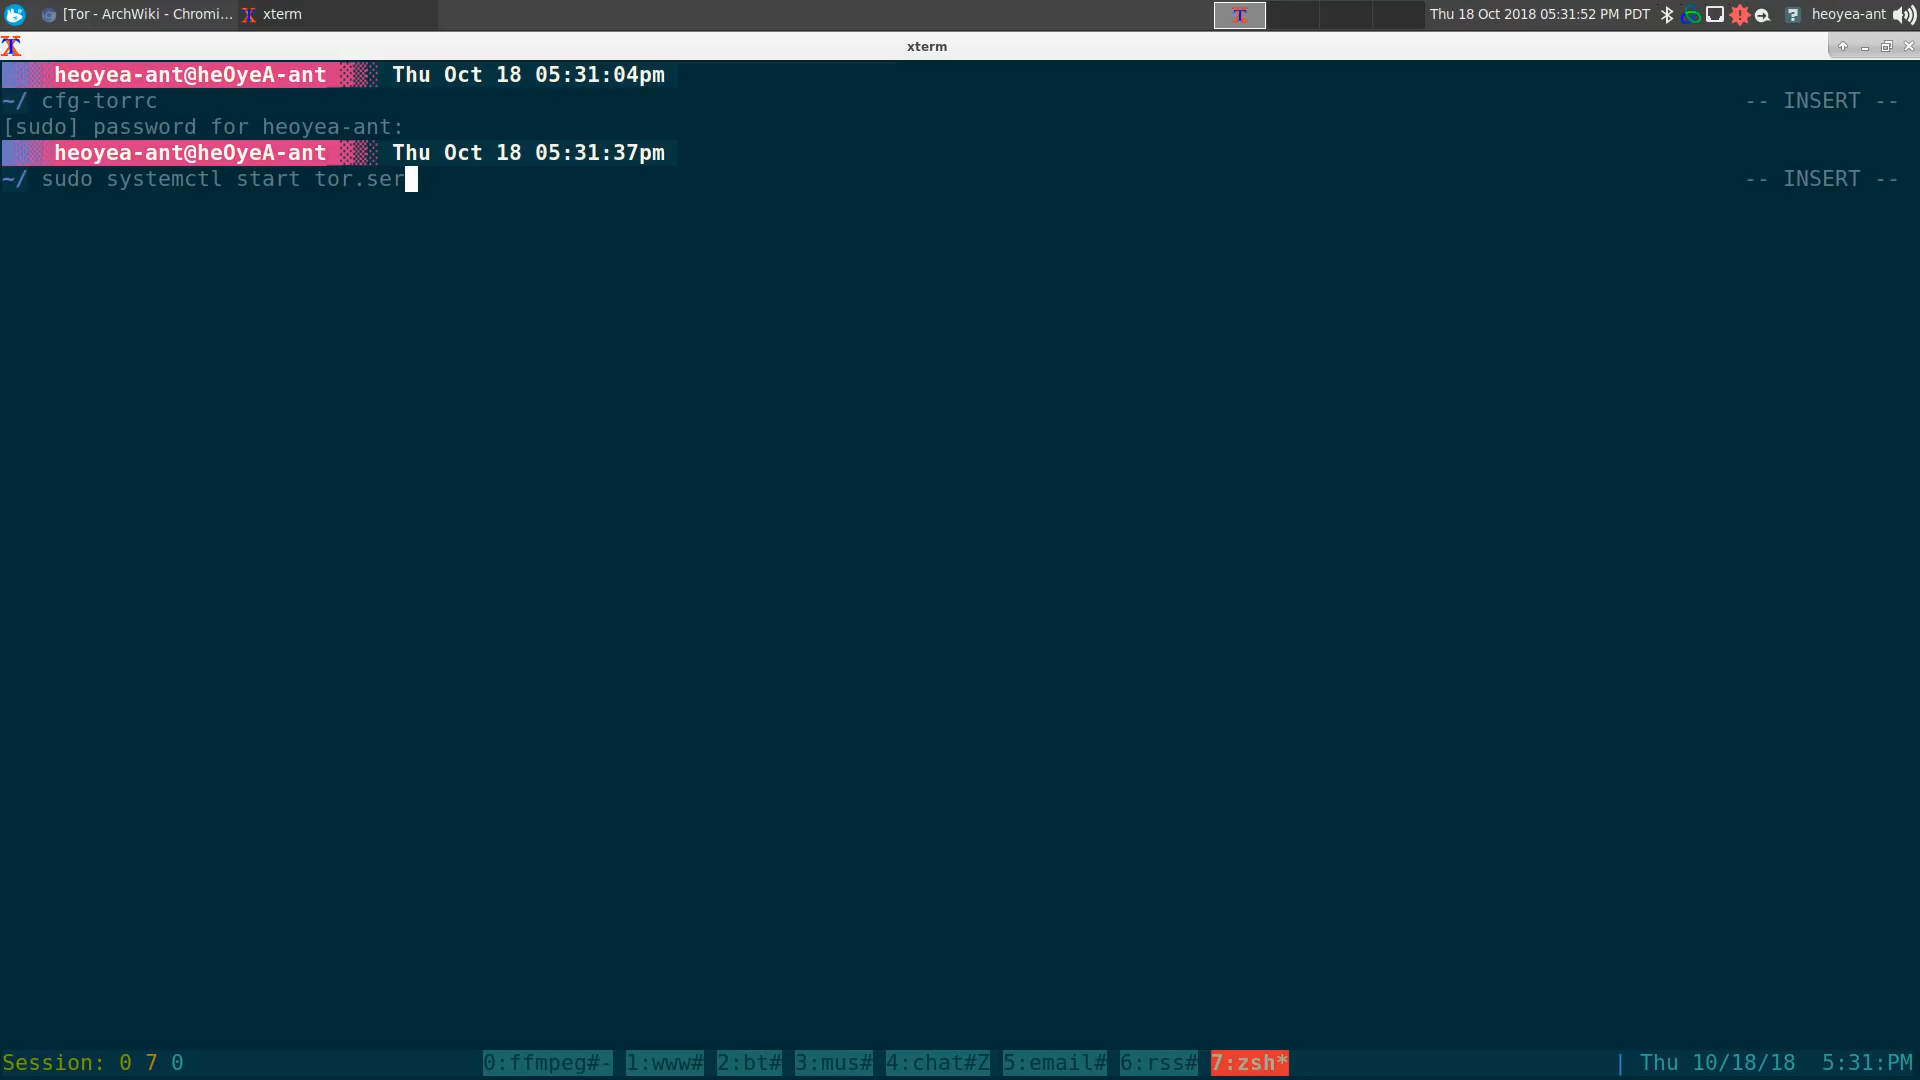 [Tor - ArchWiki - Chromi... xterm Thu 18 Oct 2018 05:31:52 PM PDT heoyea-ant
xterm
heoyea-ant@heOyeA-ant Thu Oct 18 05:31:04pm
~/ cfg-torrc -- INSERT --
[sudo] password for heoyea-ant:
heoyea-ant@heOyeA-ant Thu Oct 18 05:31:37pm
~/ sudo systemctl start tor.ser -- INSERT --
Session: 0 7 0 0:ffmpeg#- 1:www# 2:bt# 3:mus# 4:chat#Z 5:email# 6:rss# 7:zsh* | Thu 10/18/18 5:31:PM